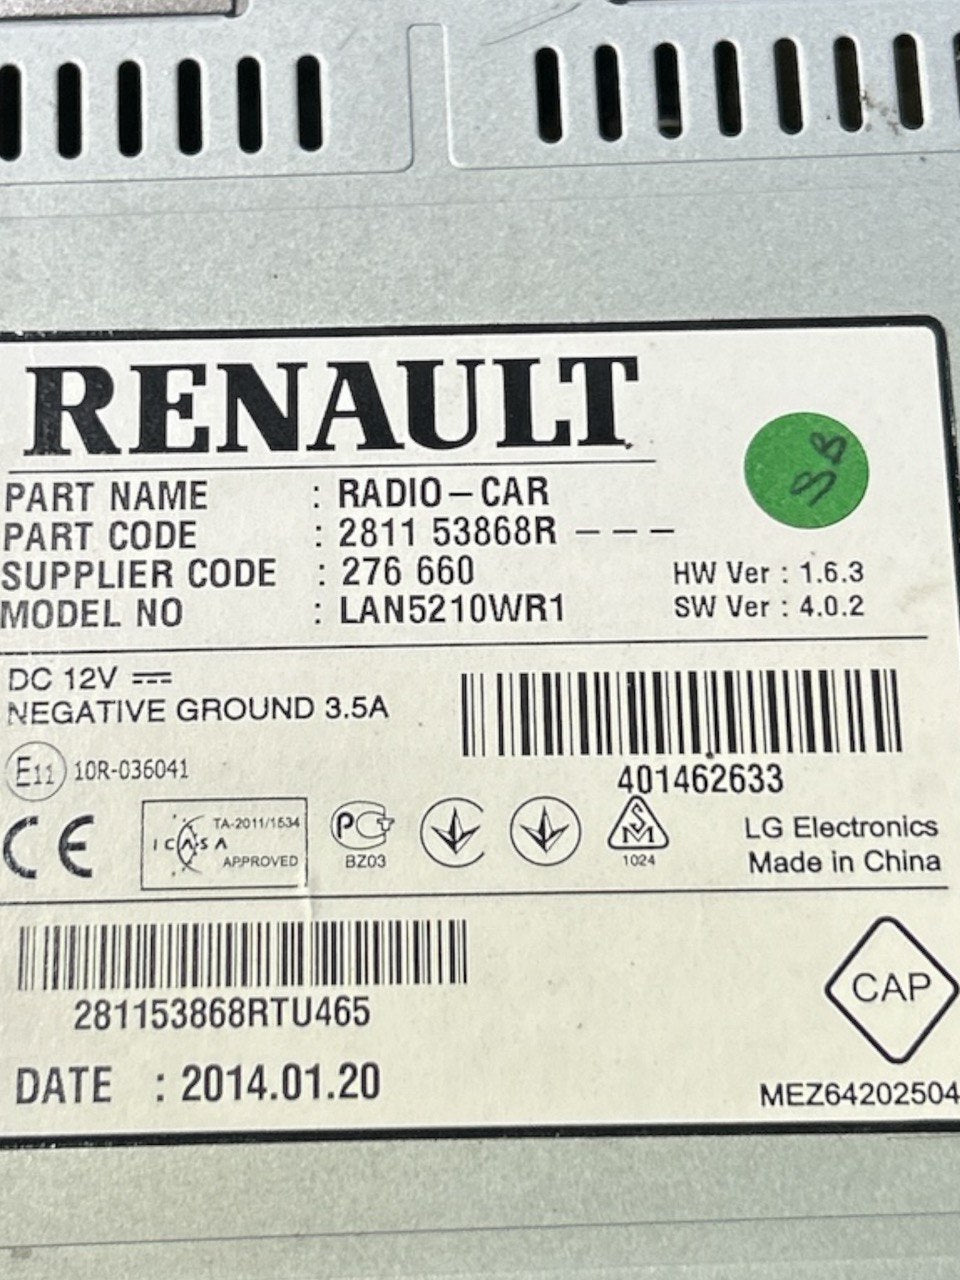 RENAULT
PART NAME : RADIO-CAR
PART CODE : 2811 53868R ---
SUPPLIER CODE : 276 660
MODEL NO : LAN5210WR1
HW Ver : 1.6.3
SW Ver : 4.0.2
DC 12V
NEGATIVE GROUND 3.5A
E11 10R-036041
401462633
CE
TA-2011/1534
ICASA
APPROVED
BZ03
SM
1024
LG Electronics
Made in China
281153868RTU465
CAP
DATE : 2014.01.20
MEZ64202504